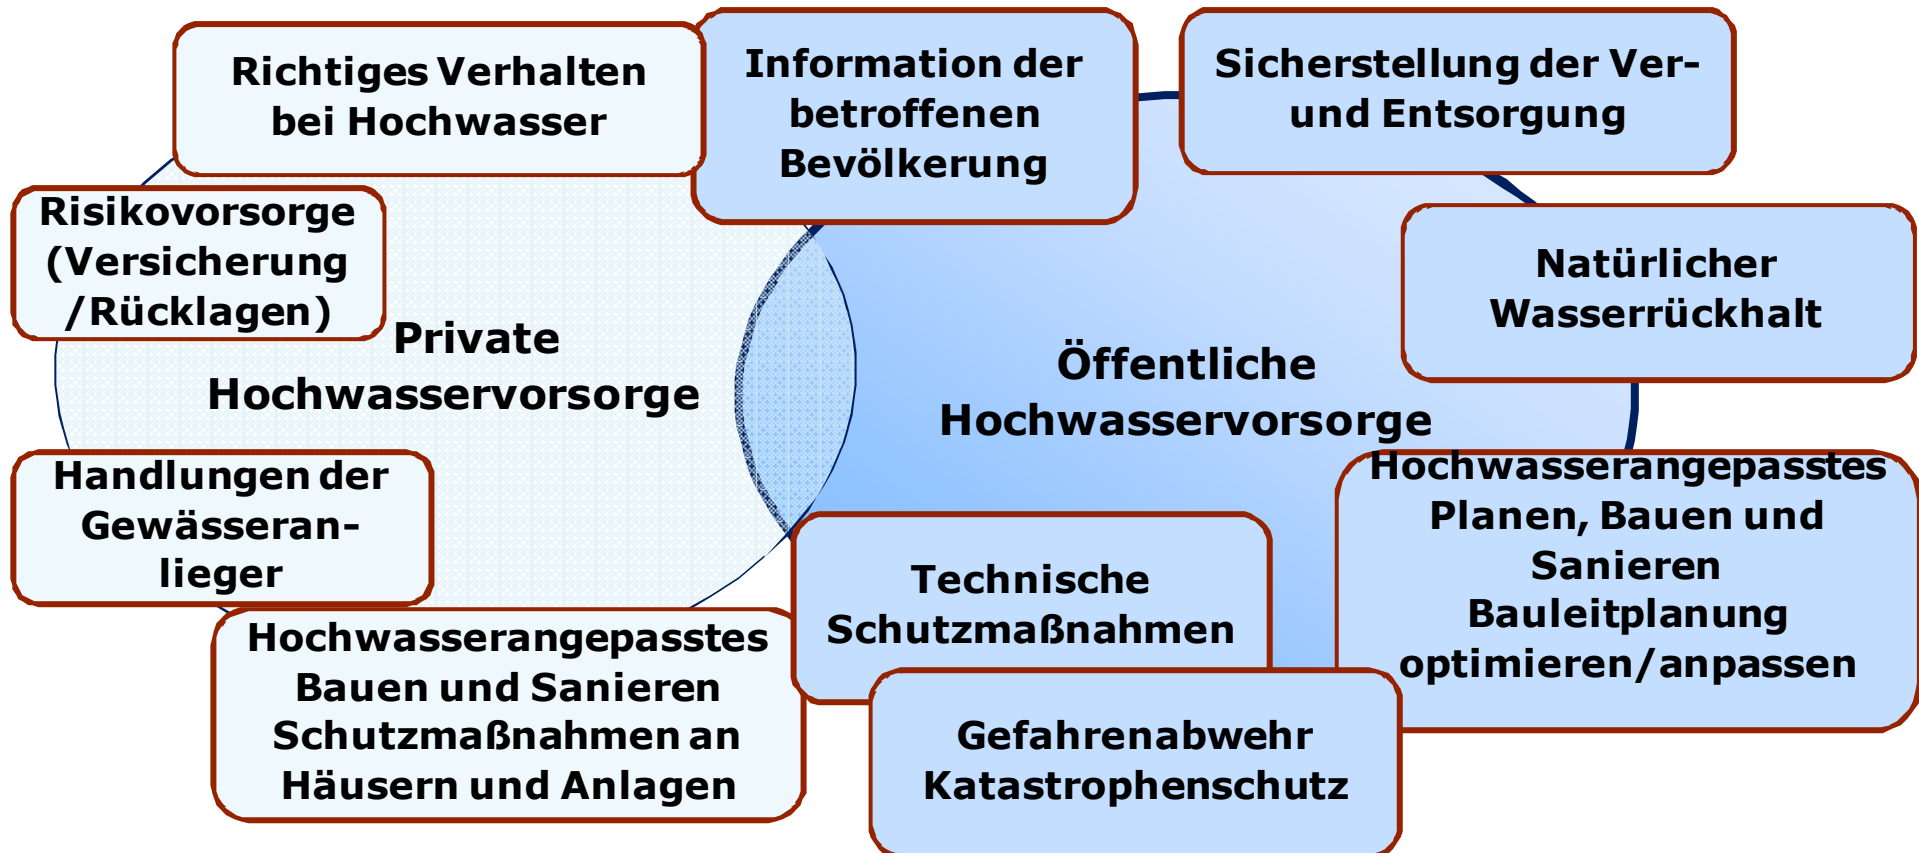 Richtiges Verhalten
bei Hochwasser
Information der
betroffenen
Bevölkerung
Sicherstellung der Ver-
und Entsorgung
Risikovorsorge
(Versicherung
/Rücklagen)
Natürlicher
Wasserrückhalt
Private
Hochwasservorsorge
Öffentliche
Hochwasservorsorge
Handlungen der
Gewässeran-
lieger
Hochwasserangepasstes
Planen, Bauen und
Sanieren
Bauleitplanung
optimieren/anpassen
Technische
Schutzmaßnahmen
Hochwasserangepasstes
Bauen und Sanieren
Schutzmaßnahmen an
Häusern und Anlagen
Gefahrenabwehr
Katastrophenschutz